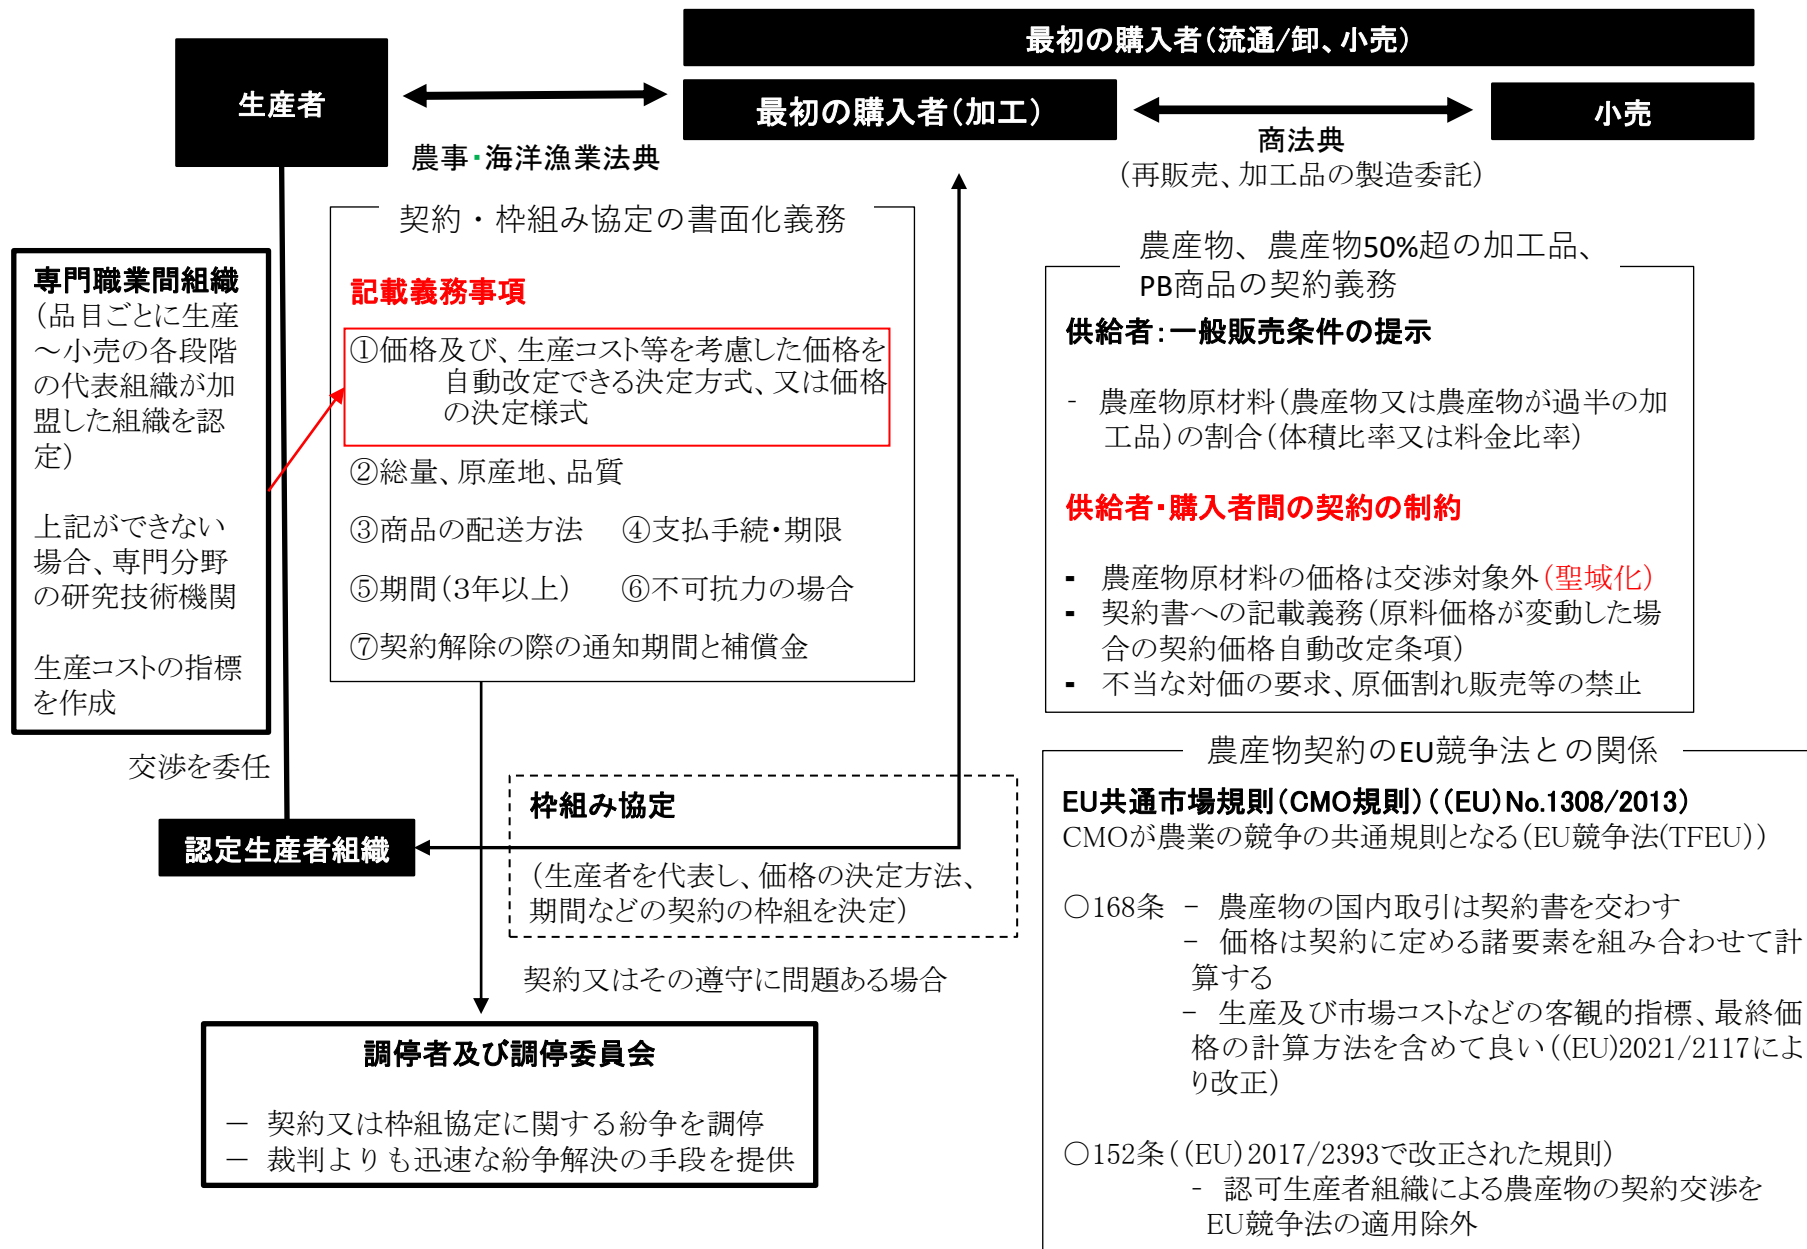 最初の購入者（流通/卸、小売）
生産者
最初の購入者（加工）
小売
農事・海洋漁業法典
商法典
（再販売、加工品の製造委託）
専門職業間組織
（品目ごとに生産
～小売の各段階
の代表組織が加
盟した組織を認
定）
上記ができない
場合、専門分野
の研究技術機関
生産コストの指標
を作成
契約・枠組み協定の書面化義務
記載義務事項
①価格及び、生産コスト等を考慮した価格を
自動改定できる決定方式、又は価格
の決定様式
②総量、原産地、品質
③商品の配送方法　④支払手続・期限
⑤期間（3年以上）　⑥不可抗力の場合
⑦契約解除の際の通知期間と補償金
農産物、農産物50%超の加工品、
PB商品の契約義務
供給者：一般販売条件の提示
- 農産物原材料（農産物又は農産物が過半の加
工品）の割合（体積比率又は料金比率）
供給者・購入者間の契約の制約
- 農産物原材料の価格は交渉対象外（聖域化）
- 契約書への記載義務（原料価格が変動した場
合の契約価格自動改定条項）
- 不当な対価の要求、原価割れ販売等の禁止
交渉を委任
認定生産者組織
枠組み協定
（生産者を代表し、価格の決定方法、
期間などの契約の枠組を決定）
契約又はその遵守に問題ある場合
調停者及び調停委員会
－ 契約又は枠組協定に関する紛争を調停
－ 裁判よりも迅速な紛争解決の手段を提供
農産物契約のEU競争法との関係
EU共通市場規則（CMO規則）（(EU)No.1308/2013）
CMOが農業の競争の共通規則となる（EU競争法(TFEU)）
○168条 － 農産物の国内取引は契約書を交わす
－ 価格は契約に定める諸要素を組み合わせて計
算する
－ 生産及び市場コストなどの客観的指標、最終価
格の計算方法を含めて良い（(EU)2021/2117によ
り改正）
○152条（(EU)2017/2393で改正された規則）
- 認可生産者組織による農産物の契約交渉を
EU競争法の適用除外